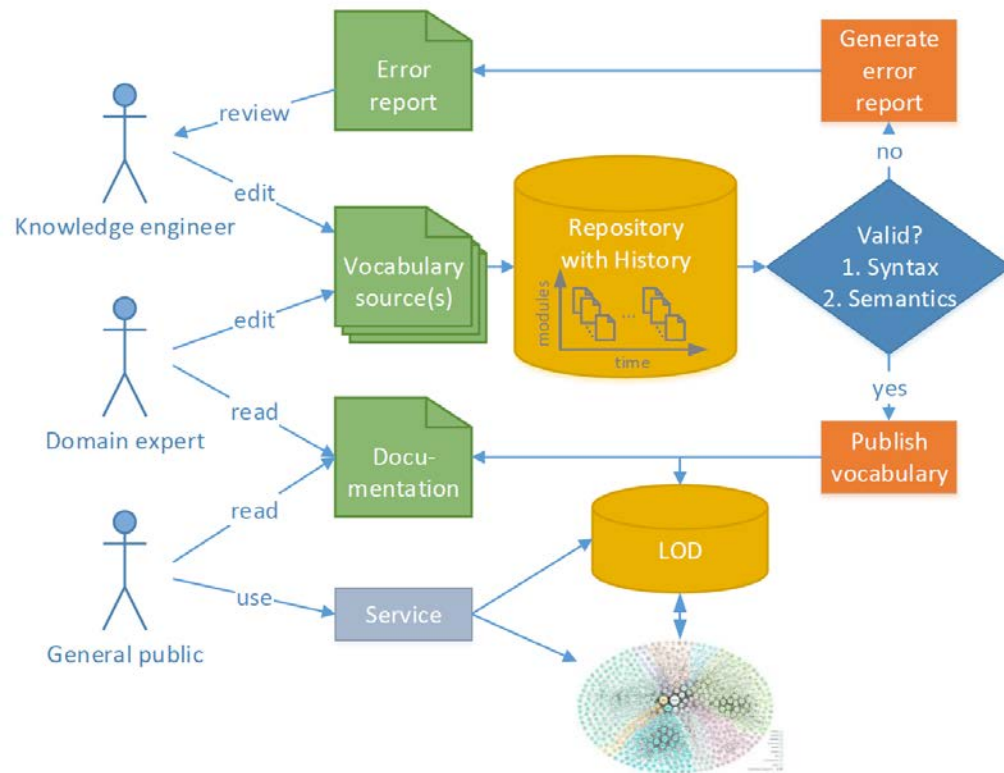 Error
report
Generate
error
report
review
no
Knowledge engineer
edit
Vocabulary
source(s)
Repository
with History
modules
...
time
Valid?
1. Syntax
2. Semantics
edit
yes
Domain expert
read
Docu-
mentation
Publish
vocabulary
read
LOD
use
Service
General public